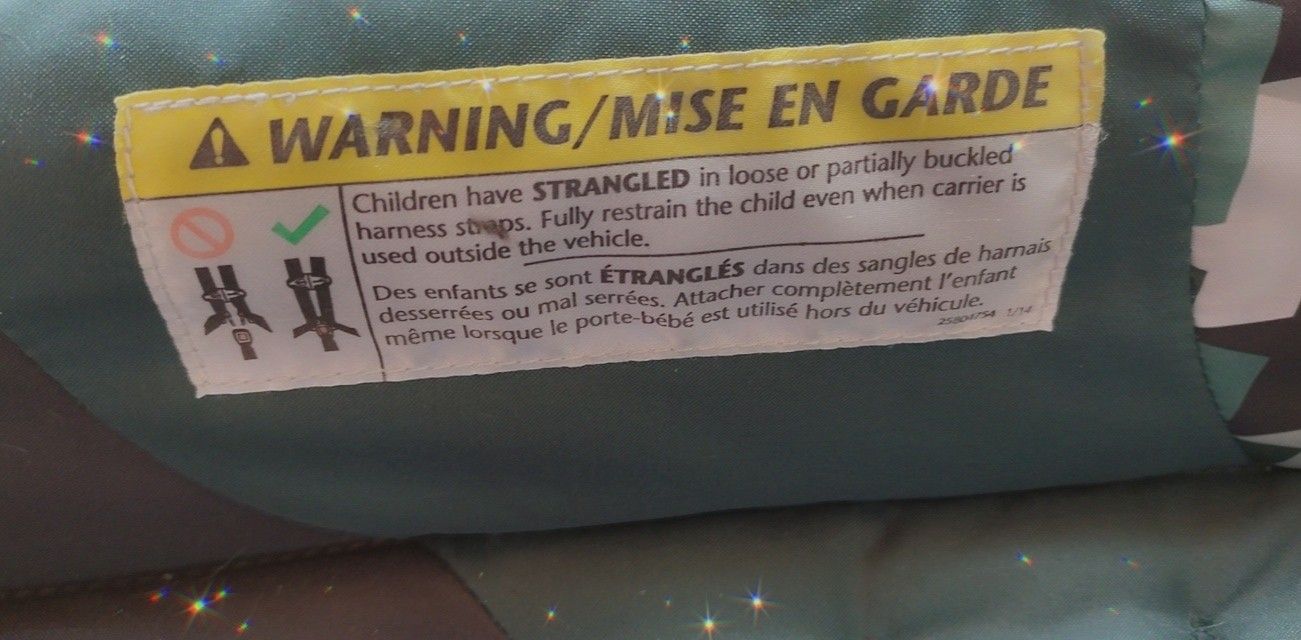 WARNING/MISE EN GARDE
Children have STRANGLED in loose or partially buckled
harness straps. Fully restrain the child even when carrier is
used outside the vehicle.
Des enfants se sont ÉTRANGLÉS dans des sangles de harnais
desserrées ou mal serrées. Attacher complètement l'enfant
même lorsque le porte-bébé est utilisé hors du véhicule.
25804754 1/14